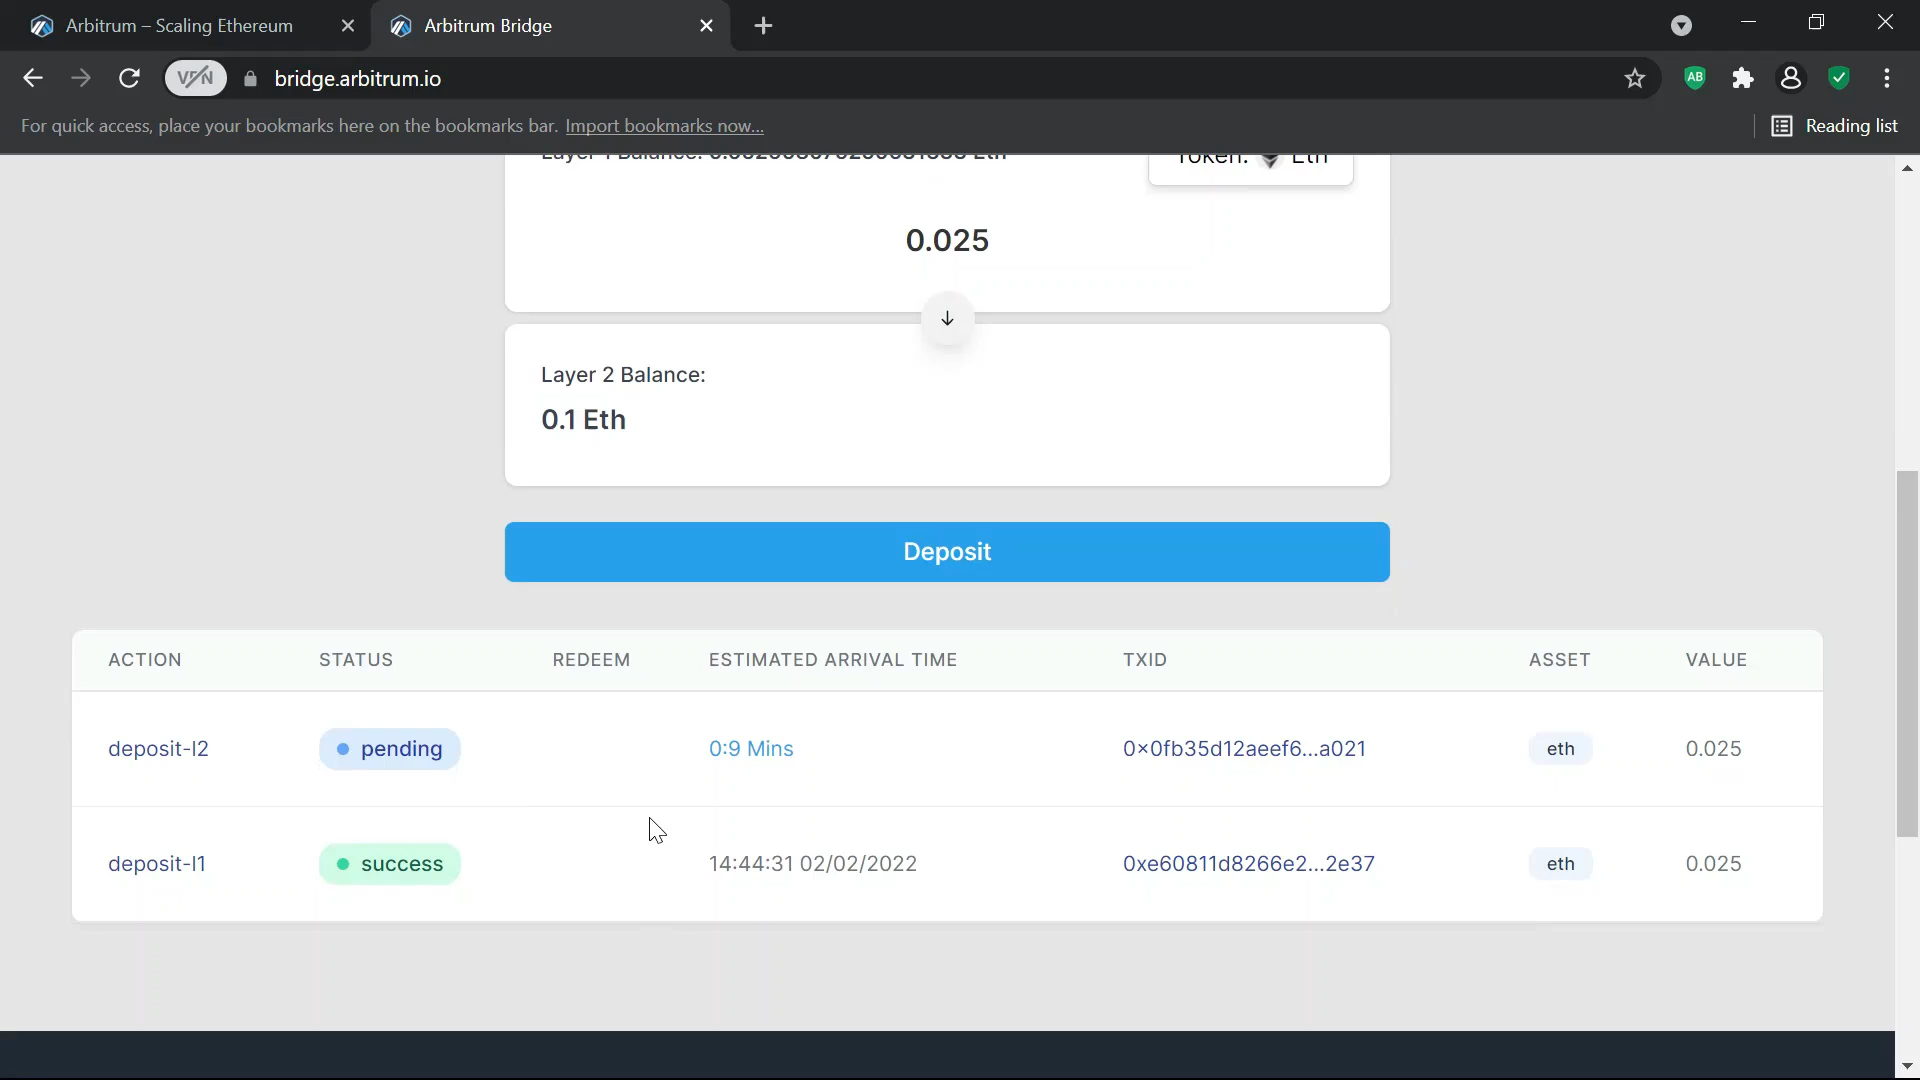 Arbitrum – Scaling Ethereum
Arbitrum Bridge
VPN
bridge.arbitrum.io
AB
For quick access, place your bookmarks here on the bookmarks bar. Import bookmarks now...
Reading list
Token: Eth
0.025
Layer 2 Balance:
0.1 Eth
Deposit
ACTION STATUS REDEEM ESTIMATED ARRIVAL TIME TXID ASSET VALUE
deposit-l2 pending 0:9 Mins 0×0fb35d12aeef6...a021 eth 0.025
deposit-l1 success 14:44:31 02/02/2022 0xe60811d8266e2...2e37 eth 0.025